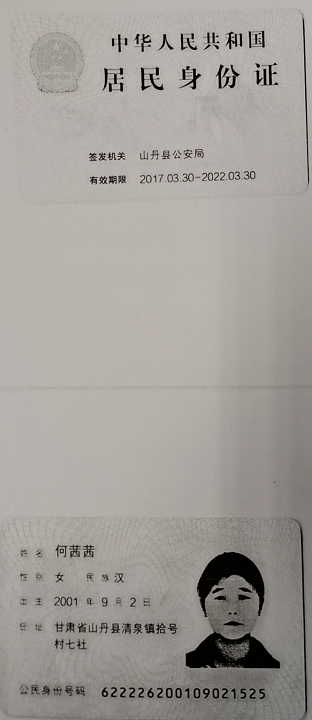 中华人民共和国
居民身份证
签发机关 山丹县公安局
有效期限 2017.03.30-2022.03.30
姓名 何茜茜
性别 女 民族 汉
出生 2001 年 9 月 2 日
住址 甘肃省山丹县清泉镇拾号
村七社
公民身份号码 622226200109021525